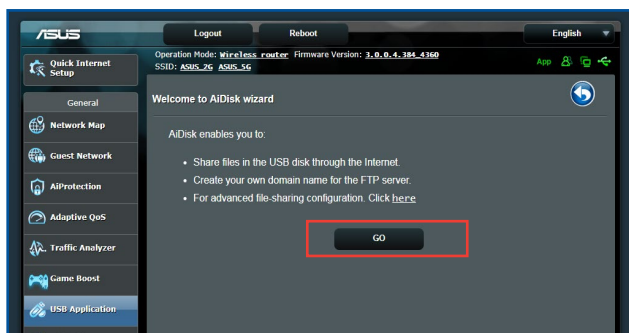 ASUS
Logout
Reboot
English
Quick Internet
Setup
Operation Mode: Wireless router Firmware Version: 3.0.0.4.384_4360
SSID: ASUS_2G ASUS_5G
App
General
Network Map
Guest Network
AiProtection
Adaptive QoS
Traffic Analyzer
Game Boost
USB Application
Welcome to AiDisk wizard
AiDisk enables you to:
• Share files in the USB disk through the Internet.
• Create your own domain name for the FTP server.
• For advanced file-sharing configuration. Click here
GO